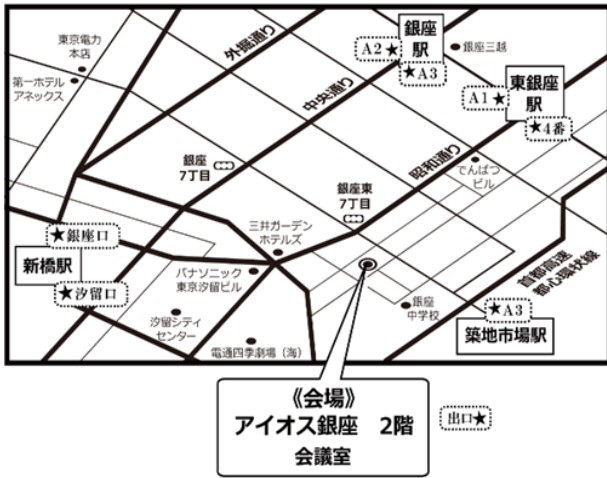 東京電力
本店
第一ホテル
アネックス
外堀通り
中央通り
昭和通り
銀座
駅
A2★
★A3
銀座三越
東銀座
駅
A1★
★4番
銀座
7丁目
銀座東
7丁目
でんぱつ
ビル
三井ガーデン
ホテルズ
★銀座口
新橋駅
★汐留口
パナソニック
東京汐留ビル
汐留シティ
センター
電通四季劇場（海）
銀座
中学校
首都高速
都心環状線
★A3
築地市場駅
《会場》
アイオス銀座　2階
会議室
出口★